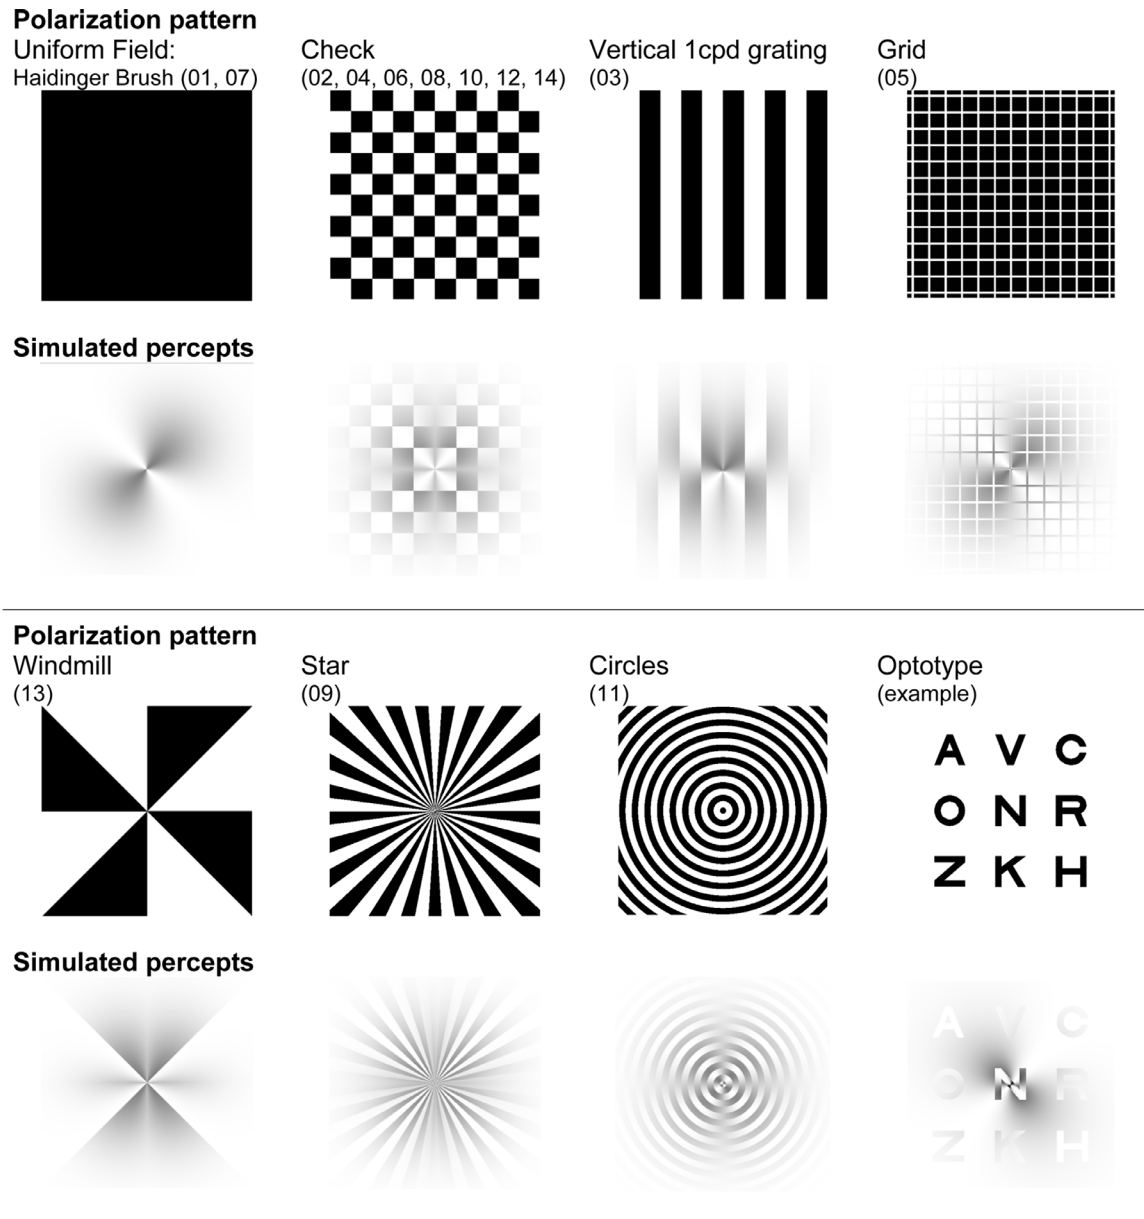 Polarization pattern
Uniform Field:
Haidinger Brush (01, 07)
Check
(02, 04, 06, 08, 10, 12, 14)
Vertical 1cpd grating
(03)
Grid
(05)
Simulated percepts
Polarization pattern
Windmill
(13)
Star
(09)
Circles
(11)
Optotype
(example)
A V C
O N R
Z K H
Simulated percepts
A V C
O N R
Z K H